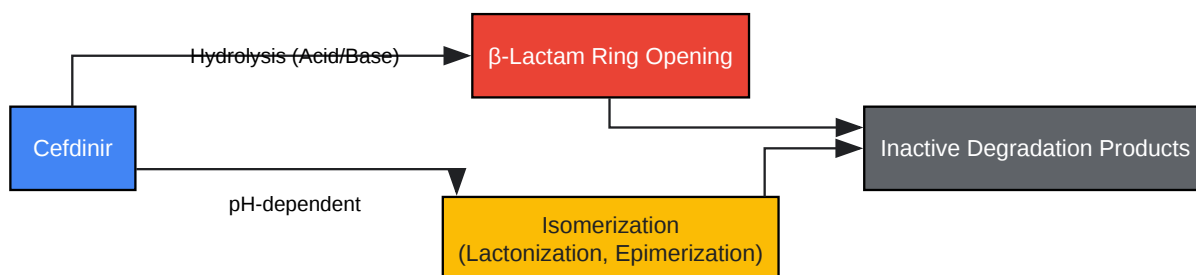 Hydrolysis (Acid/Base)
β-Lactam Ring Opening
Cefdinir
Inactive Degradation Products
pH-dependent
Isomerization
(Lactonization, Epimerization)